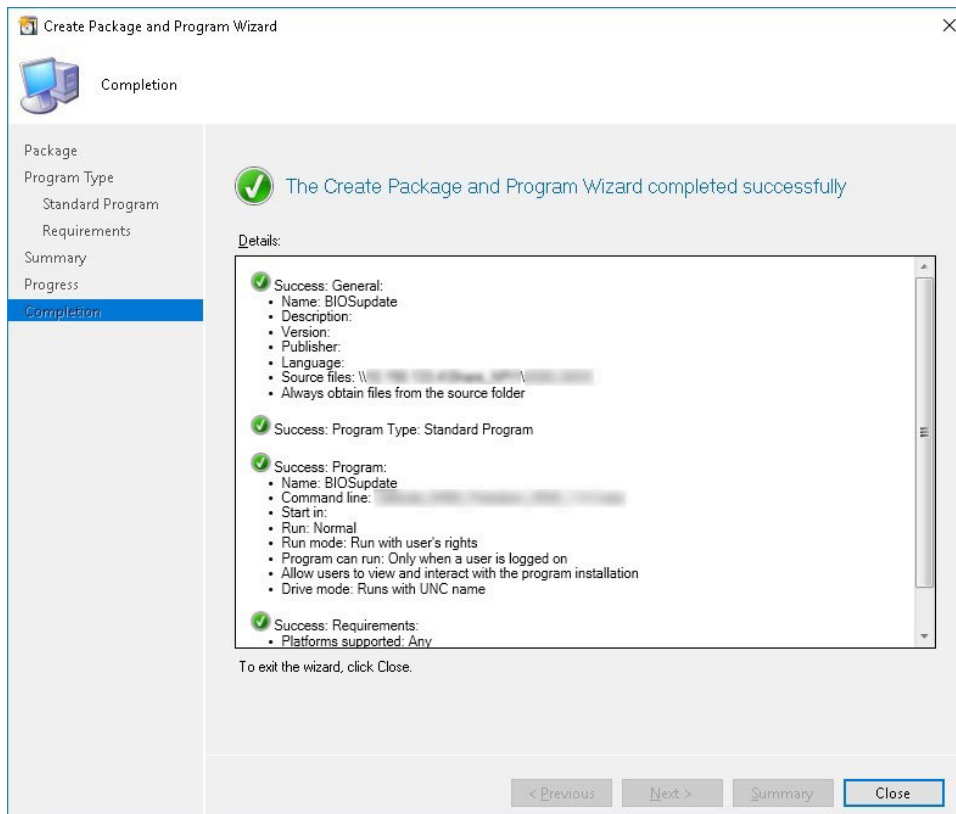 Create Package and Program Wizard
Completion
Package
Program Type
Standard Program
Requirements
Summary
Progress
Completion
The Create Package and Program Wizard completed successfully
Details:
Success: General:
• Name: BIOSupdate
• Description:
• Version:
• Publisher:
• Language:
• Source files: \\
• Always obtain files from the source folder
Success: Program Type: Standard Program
Success: Program:
• Name: BIOSupdate
• Command line:
• Start in:
• Run: Normal
• Run mode: Run with user's rights
• Program can run: Only when a user is logged on
• Allow users to view and interact with the program installation
• Drive mode: Runs with UNC name
Success: Requirements:
• Platforms supported: Any
To exit the wizard, click Close.
< Previous
Next >
Summary
Close